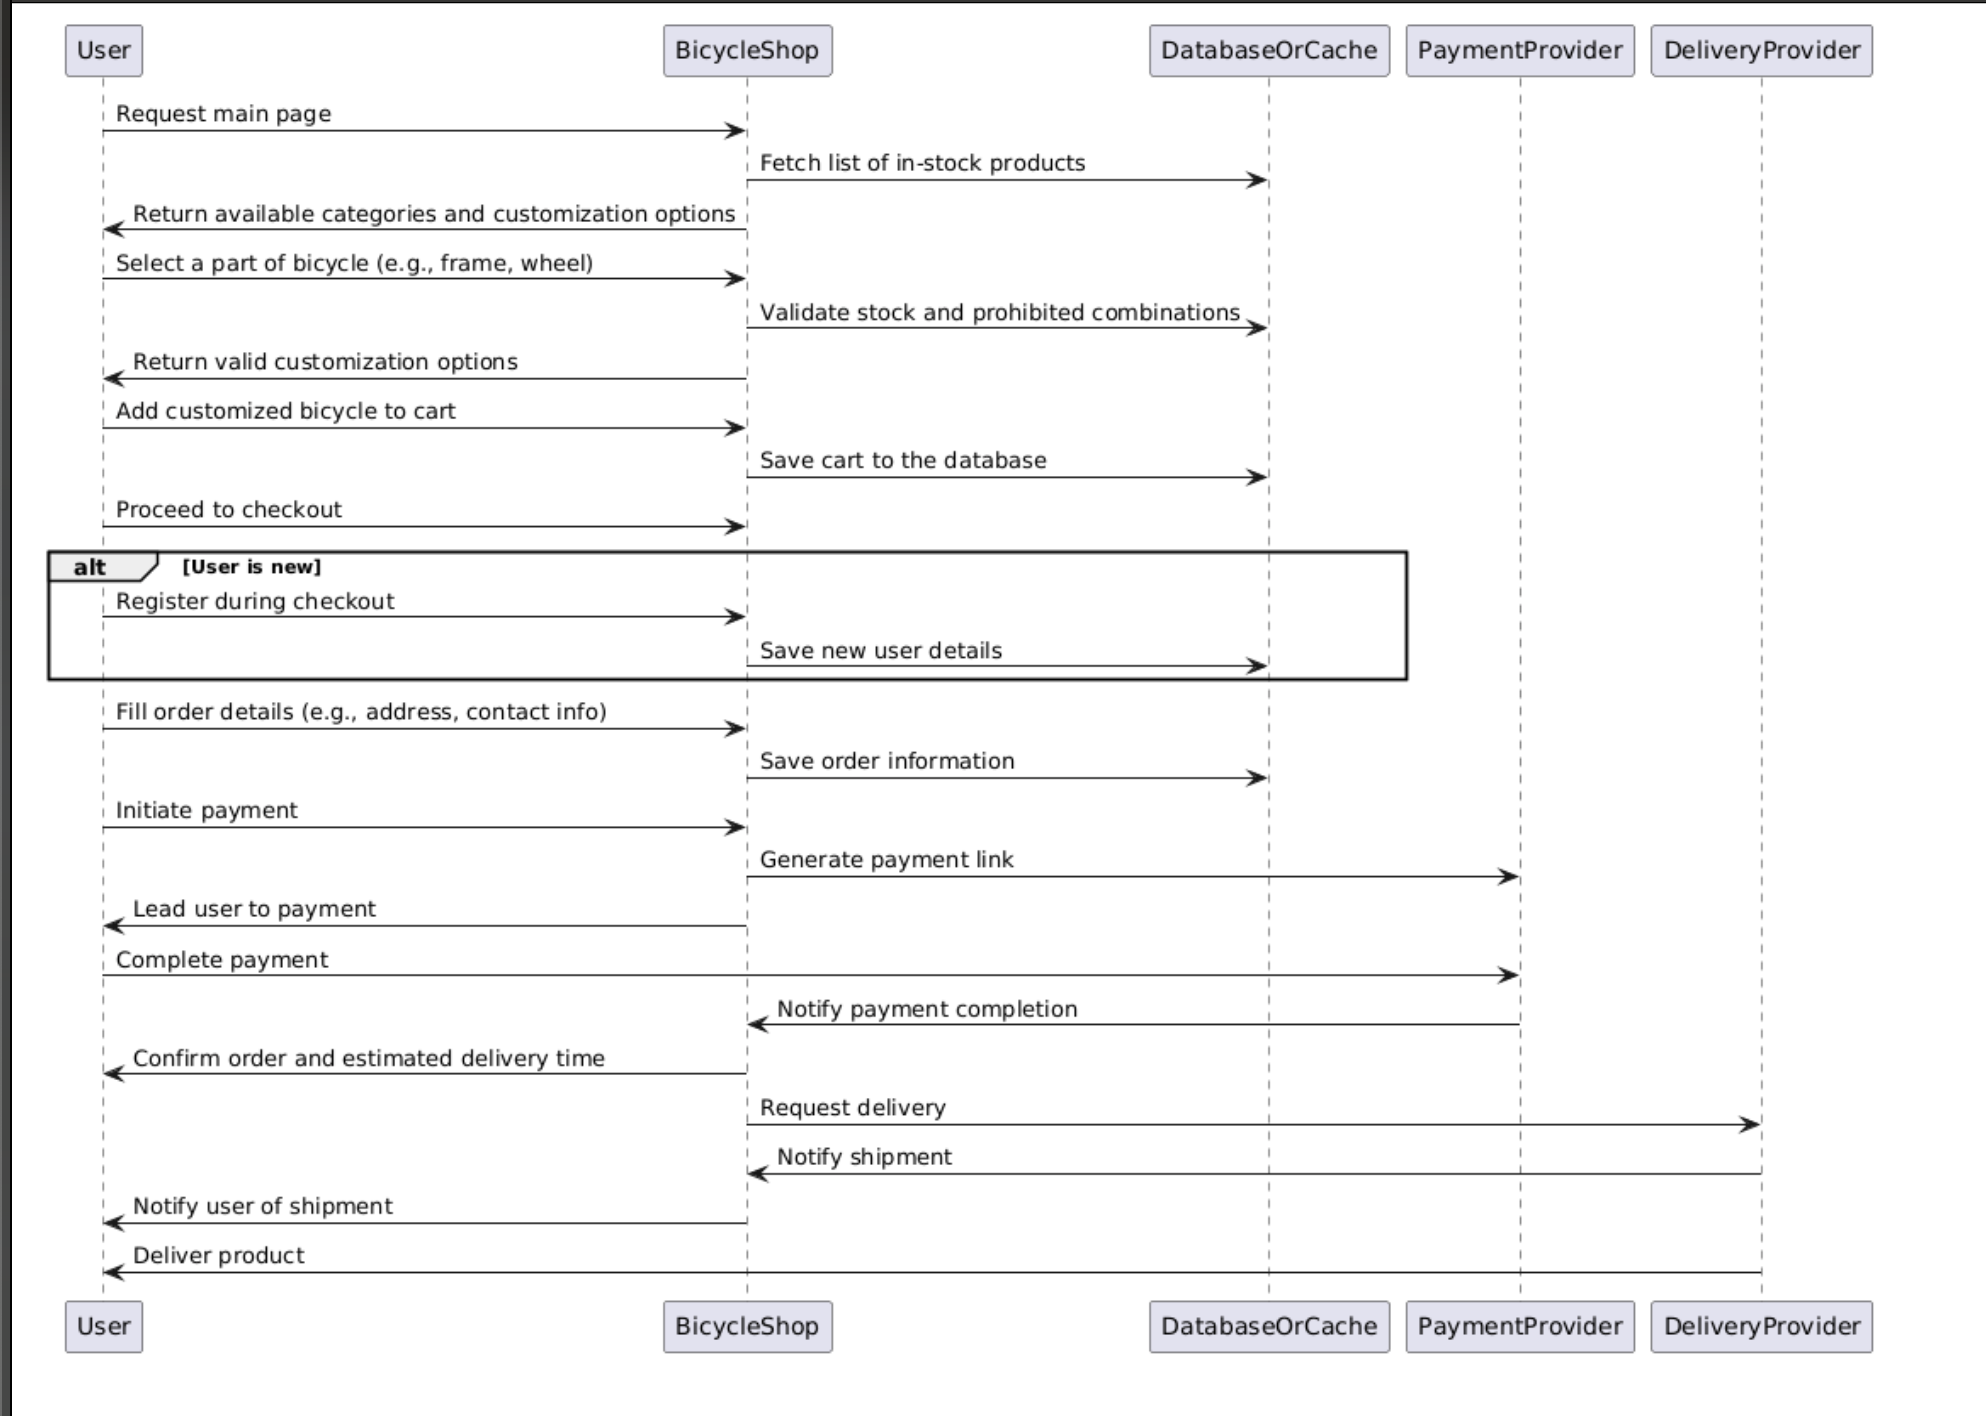 User
BicycleShop
DatabaseOrCache
PaymentProvider
DeliveryProvider
Request main page
Fetch list of in-stock products
Return available categories and customization options
Select a part of bicycle (e.g., frame, wheel)
Validate stock and prohibited combinations
Return valid customization options
Add customized bicycle to cart
Save cart to the database
Proceed to checkout
alt [User is new]
Register during checkout
Save new user details
Fill order details (e.g., address, contact info)
Save order information
Initiate payment
Generate payment link
Lead user to payment
Complete payment
Notify payment completion
Confirm order and estimated delivery time
Request delivery
Notify shipment
Notify user of shipment
Deliver product
User
BicycleShop
DatabaseOrCache
PaymentProvider
DeliveryProvider